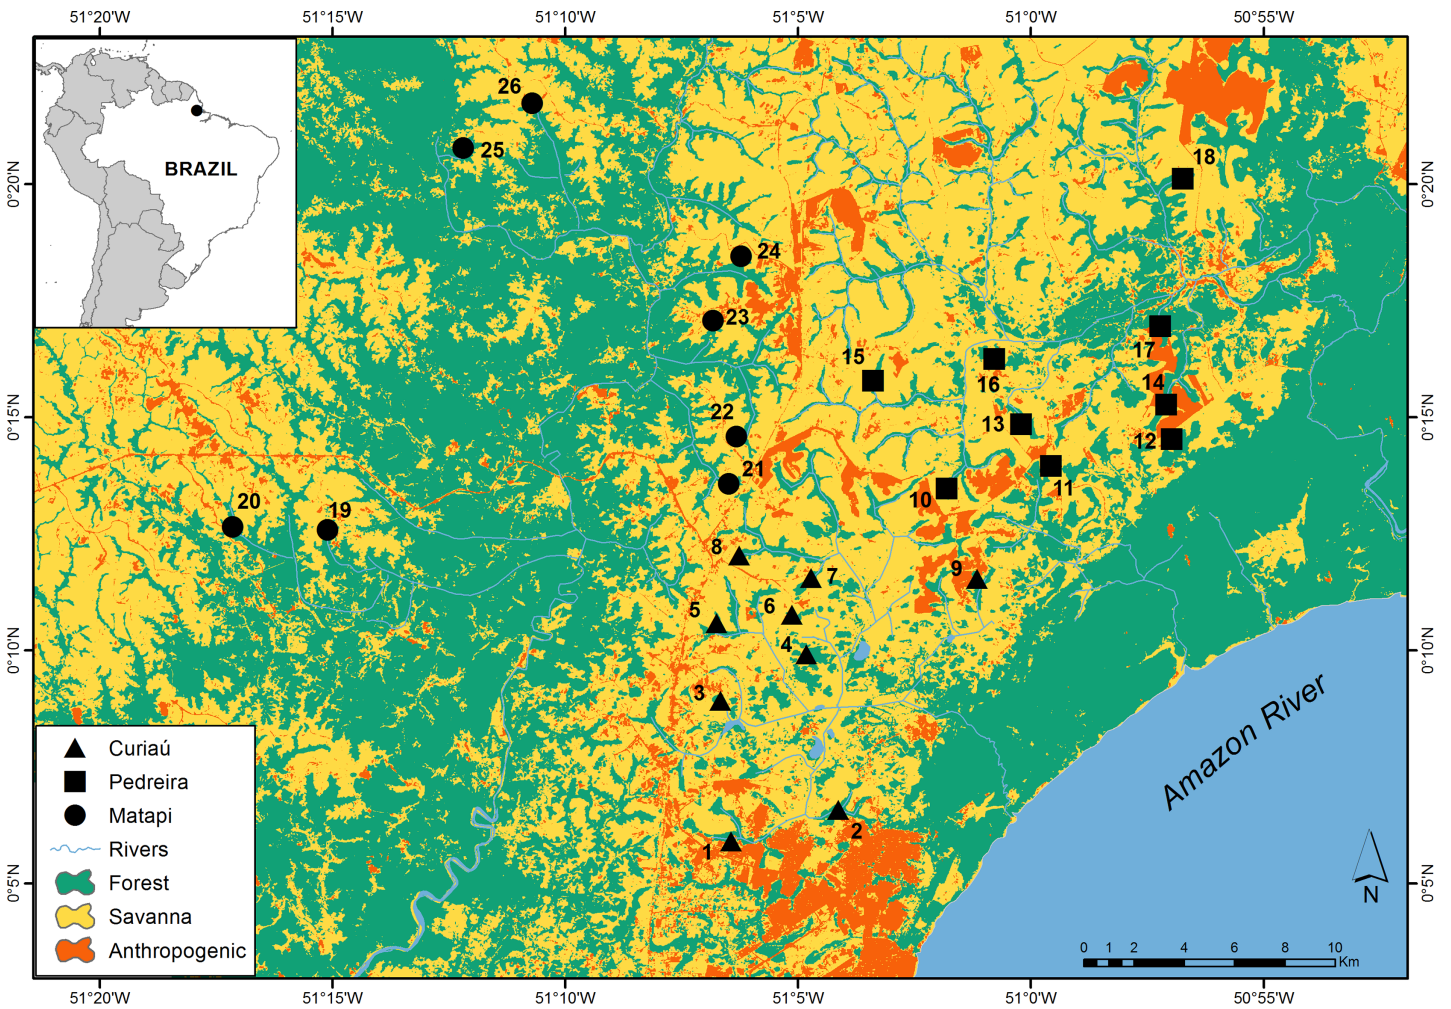 51°20'W 51°15'W 51°10'W 51°5'W 51°0'W 50°55'W
BRAZIL
26
25
18
0°20'N 0°20'N
24
23
17
15
16
14
22
13
12
0°15'N 0°15'N
21
11
10
20
19
8
7
9
6
5
4
0°10'N 0°10'N
3
Amazon River
2
1
Curiaú
Pedreira
Matapi
Rivers
Forest
Savanna
Anthropogenic
0°5'N 0°5'N
N
0 1 2 4 6 8 10
Km
51°20'W 51°15'W 51°10'W 51°5'W 51°0'W 50°55'W